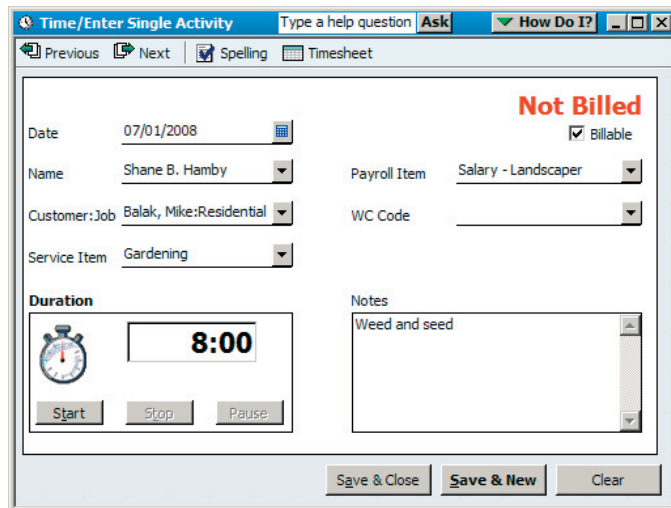 Time/Enter Single Activity Type a help question Ask How Do I?
Previous Next Spelling Timesheet
Not Billed
Date 07/01/2008 Billable
Name Shane B. Hamby Payroll Item Salary - Landscaper
Customer:Job Balak, Mike:Residential WC Code
Service Item Gardening
Duration Notes
Weed and seed
8:00
Start Stop Pause
Save & Close Save & New Clear